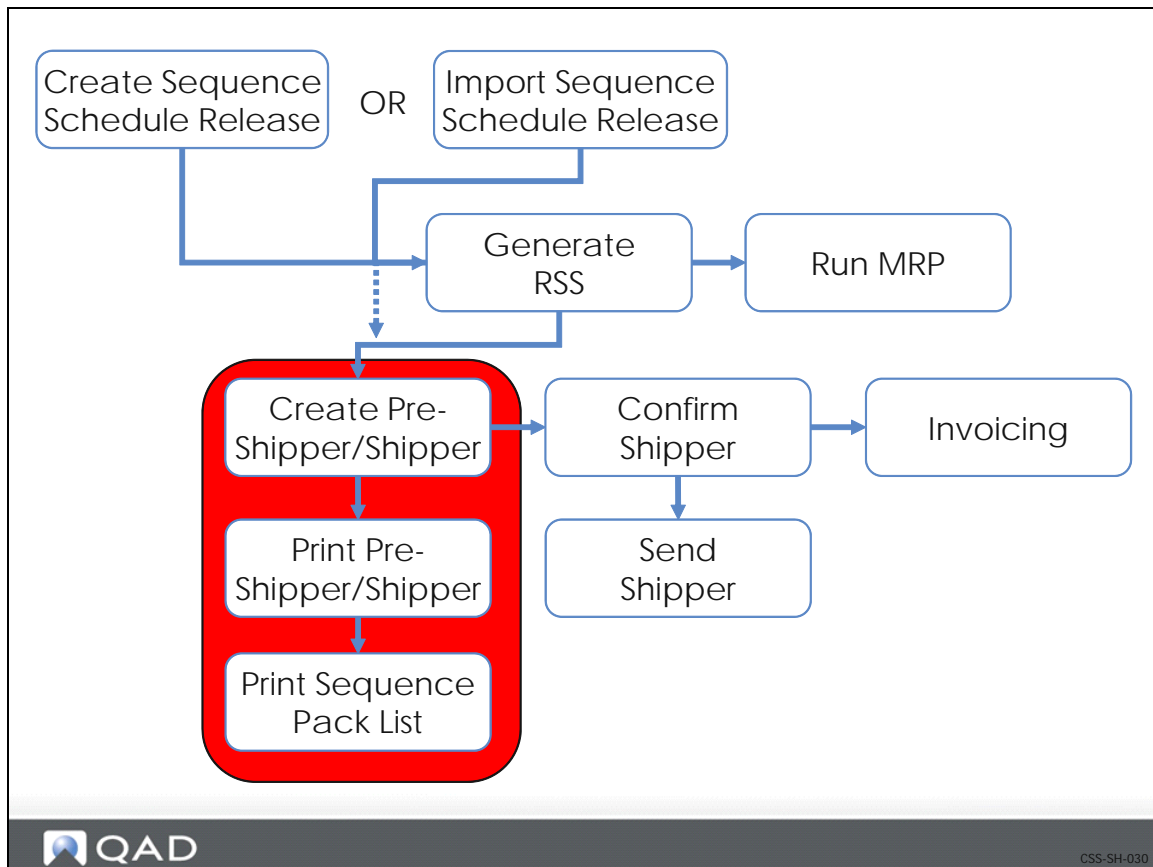 Create Sequence
Schedule Release
OR
Import Sequence
Schedule Release
Generate
RSS
Run MRP
Create Pre-
Shipper/Shipper
Confirm
Shipper
Invoicing
Print Pre-
Shipper/Shipper
Send
Shipper
Print Sequence
Pack List
QAD
CSS-SH-030